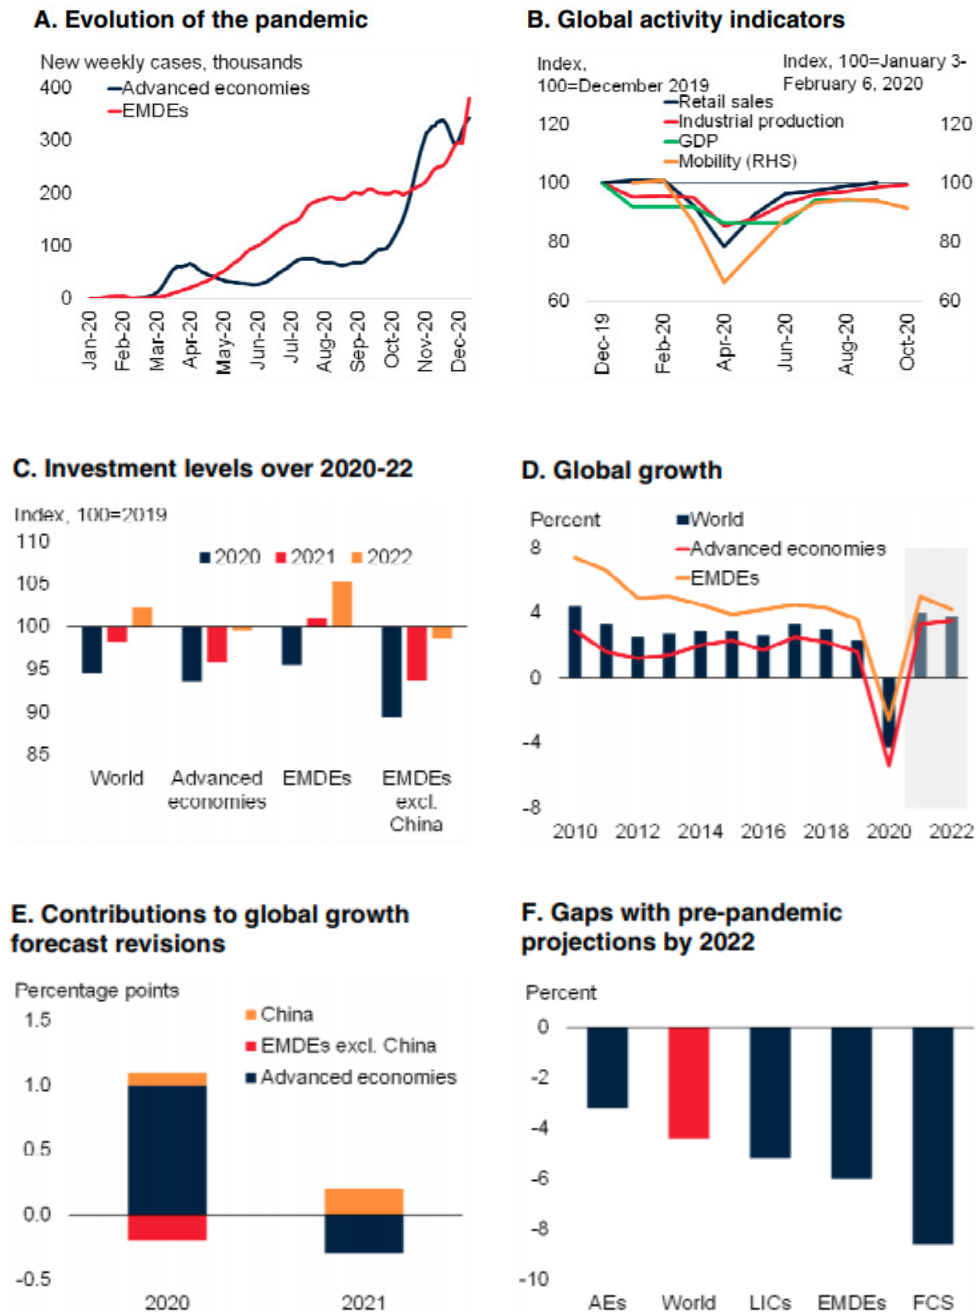 A. Evolution of the pandemic
New weekly cases, thousands
400
Advanced economies
EMDEs
300
200
100
0
Jan-20
Feb-20
Mar-20
Apr-20
May-20
Jun-20
Jul-20
Aug-20
Sep-20
Oct-20
Nov-20
Dec-20
B. Global activity indicators
Index,
100=December 2019
Index, 100=January 3-
February 6, 2020
Retail sales
Industrial production
GDP
Mobility (RHS)
120
100
80
60
120
100
80
60
Dec-19
Feb-20
Apr-20
Jun-20
Aug-20
Oct-20
C. Investment levels over 2020-22
Index, 100=2019
110
2020 2021 2022
105
100
95
90
85
World
Advanced
economies
EMDEs
EMDEs
excl.
China
D. Global growth
Percent
World
Advanced economies
EMDEs
8
4
0
-4
-8
2010 2012 2014 2016 2018 2020 2022
E. Contributions to global growth
forecast revisions
Percentage points
1.5
China
EMDEs excl. China
Advanced economies
1.0
0.5
0.0
-0.5
2020 2021
F. Gaps with pre-pandemic
projections by 2022
Percent
0
-2
-4
-6
-8
-10
AEs World LICs EMDEs FCS